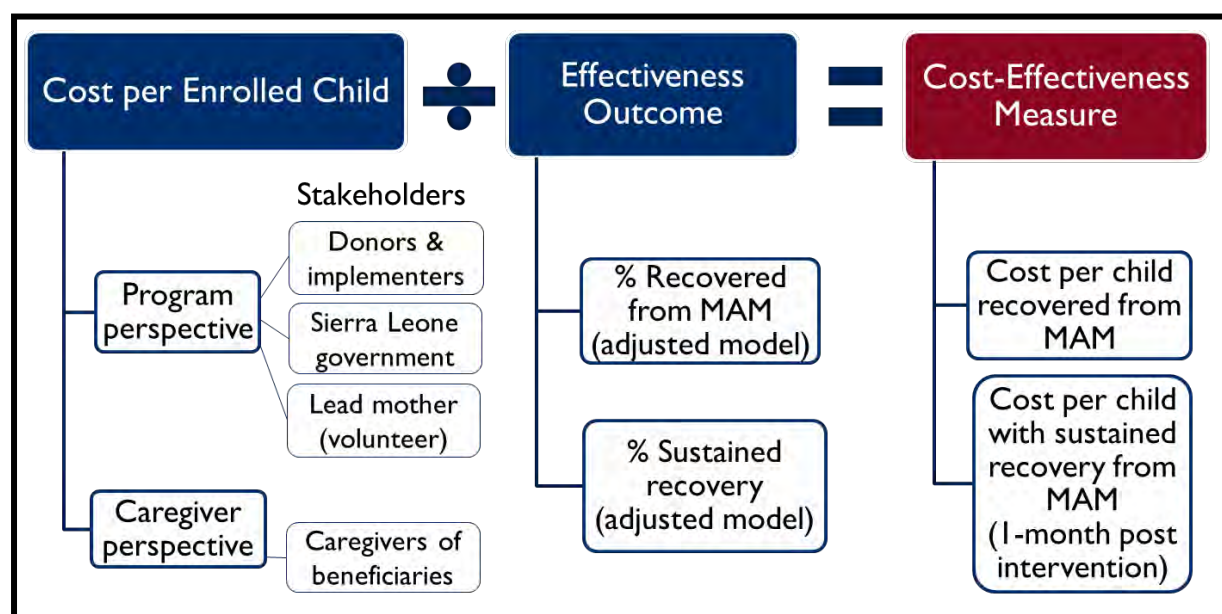 Cost per Enrolled Child
÷
Effectiveness
Outcome
=
Cost-Effectiveness
Measure
Stakeholders
Program
perspective
Donors &
implementers
Sierra Leone
government
Lead mother
(volunteer)
Caregiver
perspective
Caregivers of
beneficiaries
% Recovered
from MAM
(adjusted model)
% Sustained
recovery
(adjusted model)
Cost per child
recovered from
MAM
Cost per child
with sustained
recovery from
MAM
(1-month post
intervention)